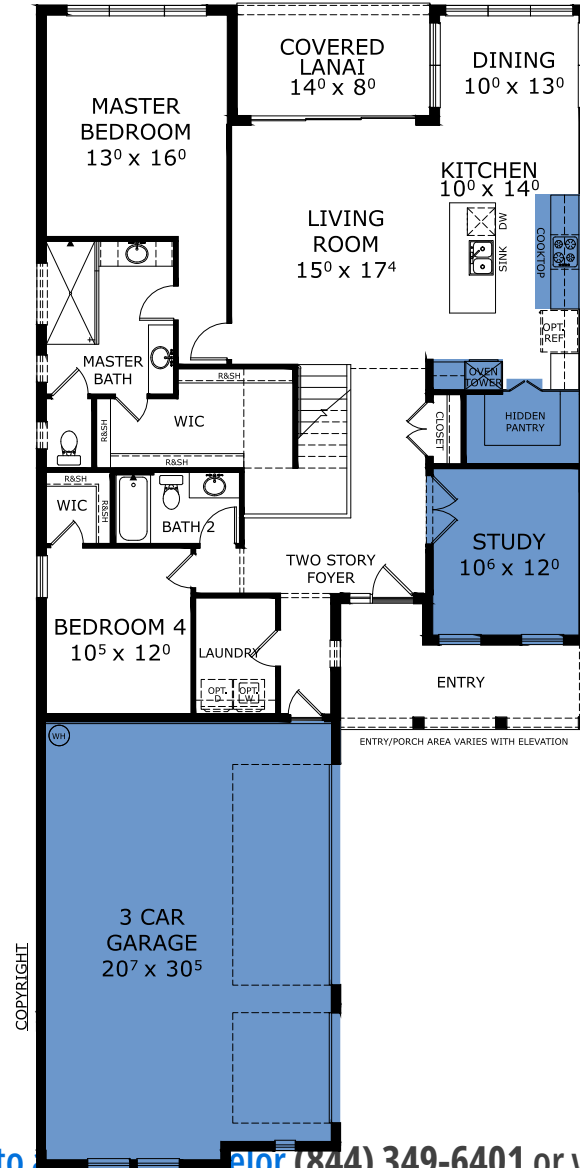 COVERED
LANAI
14⁰ x 8⁰
DINING
10⁰ x 13⁰
MASTER
BEDROOM
13⁰ x 16⁰
KITCHEN
10⁰ x 14⁰
LIVING
ROOM
15⁰ x 17⁴
DW
SINK
COOKTOP
OPT.
REF
MASTER
BATH
OVEN
TOWER
HIDDEN
PANTRY
CLOSET
R&SH
WIC
R&SH
R&SH
R&SH
WIC
R&SH
BATH 2
STUDY
10⁶ x 12⁰
TWO STORY
FOYER
BEDROOM 4
10⁵ x 12⁰
LAUNDRY
OPT.
D
OPT.
W
ENTRY
ENTRY/PORCH AREA VARIES WITH ELEVATION
WH
3 CAR
GARAGE
20⁷ x 30⁵
COPYRIGHT
to
elor (844) 349-6401 or